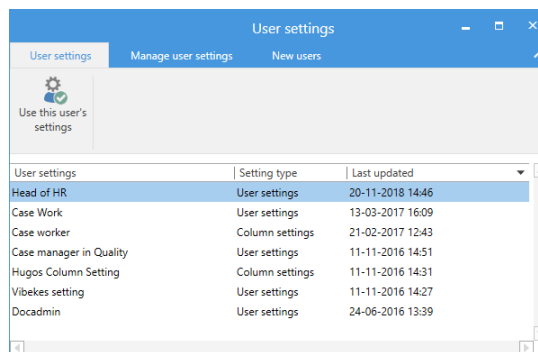 User settings
User settings Manage user settings New users
Use this user's
settings
User settings Setting type Last updated
Head of HR User settings 20-11-2018 14:46
Case Work User settings 13-03-2017 16:09
Case worker Column settings 21-02-2017 12:43
Case manager in Quality User settings 11-11-2016 14:51
Hugos Column Setting Column settings 11-11-2016 14:31
Vibekes setting User settings 11-11-2016 14:27
Docadmin User settings 24-06-2016 13:39